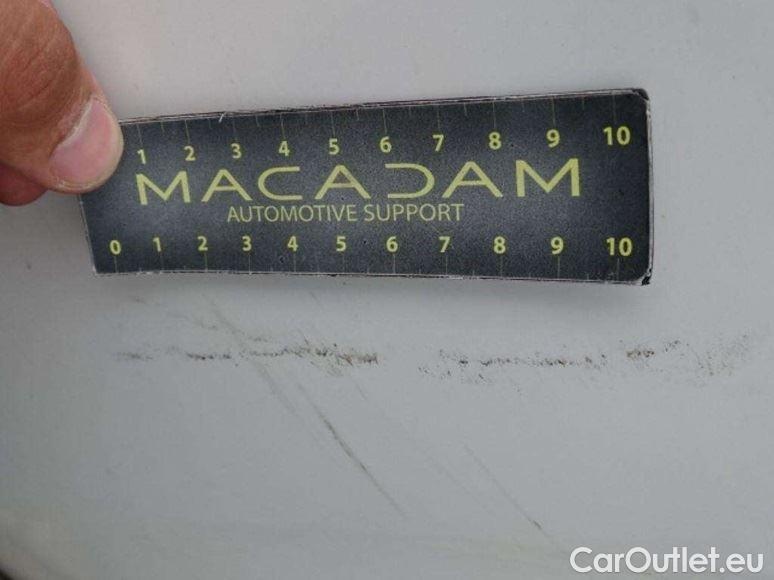 1 2 3 4 5 6 7 8 9 10
MACADAM
AUTOMOTIVE SUPPORT
0 1 2 3 4 5 6 7 8 9 10
CarOutlet.eu